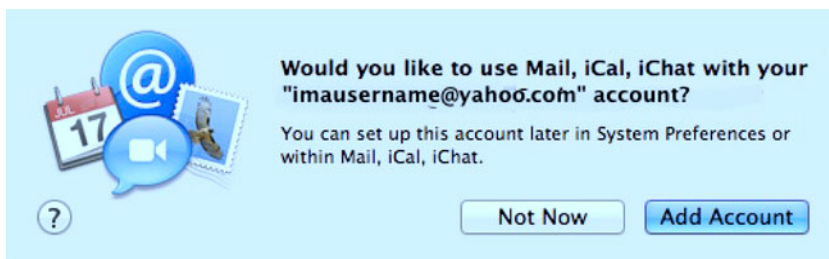 JUL
17
@
Would you like to use Mail, iCal, iChat with your
"imausername@yahoo.com" account?
You can set up this account later in System Preferences or
within Mail, iCal, iChat.
?
Not Now
Add Account